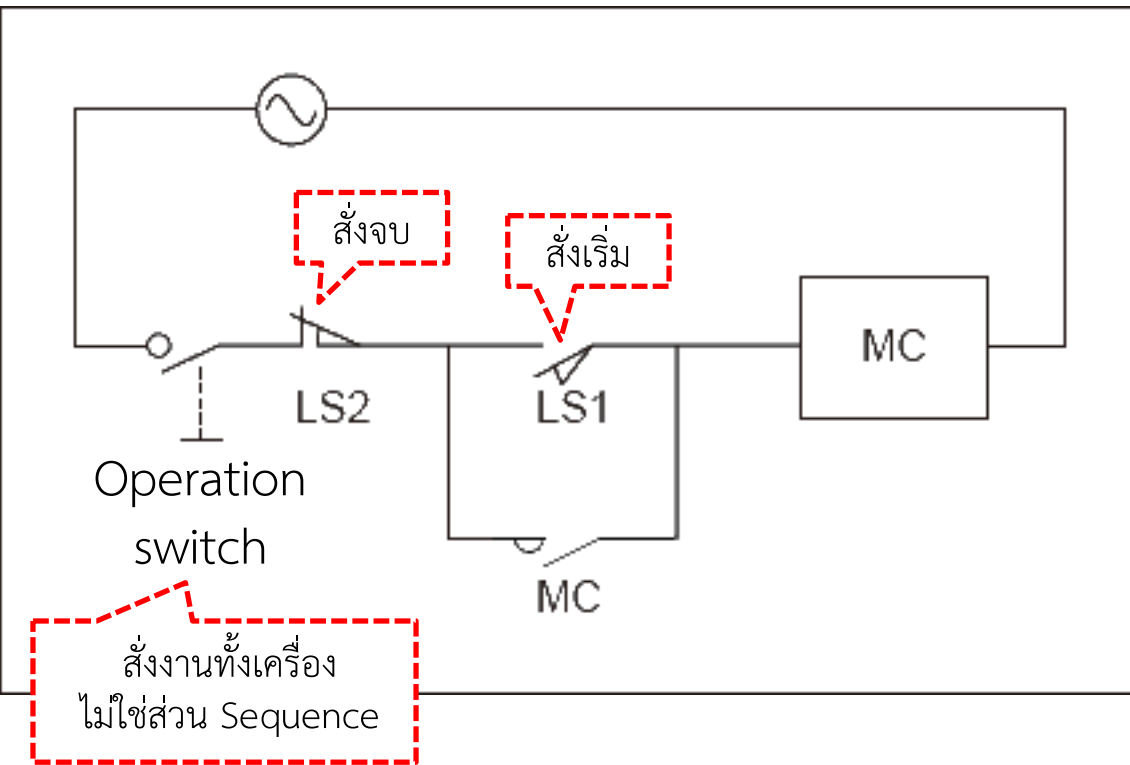 สั่งจบ
สั่งเริ่ม
MC
LS2
LS1
Operation
switch
MC
สั่งงานทั้งเครื่อง
ไม่ใช่ส่วน Sequence